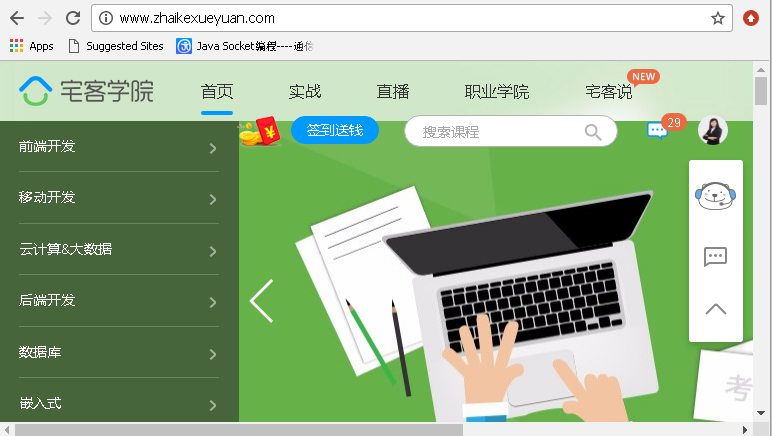 www.zhaikexueyuan.com
Apps Suggested Sites Java Socket编程----通信
宅客学院 首页 实战 直播 职业学院 宅客说 NEW
签到送钱 搜索课程 29
前端开发
移动开发
云计算&大数据
后端开发
数据库
嵌入式
考